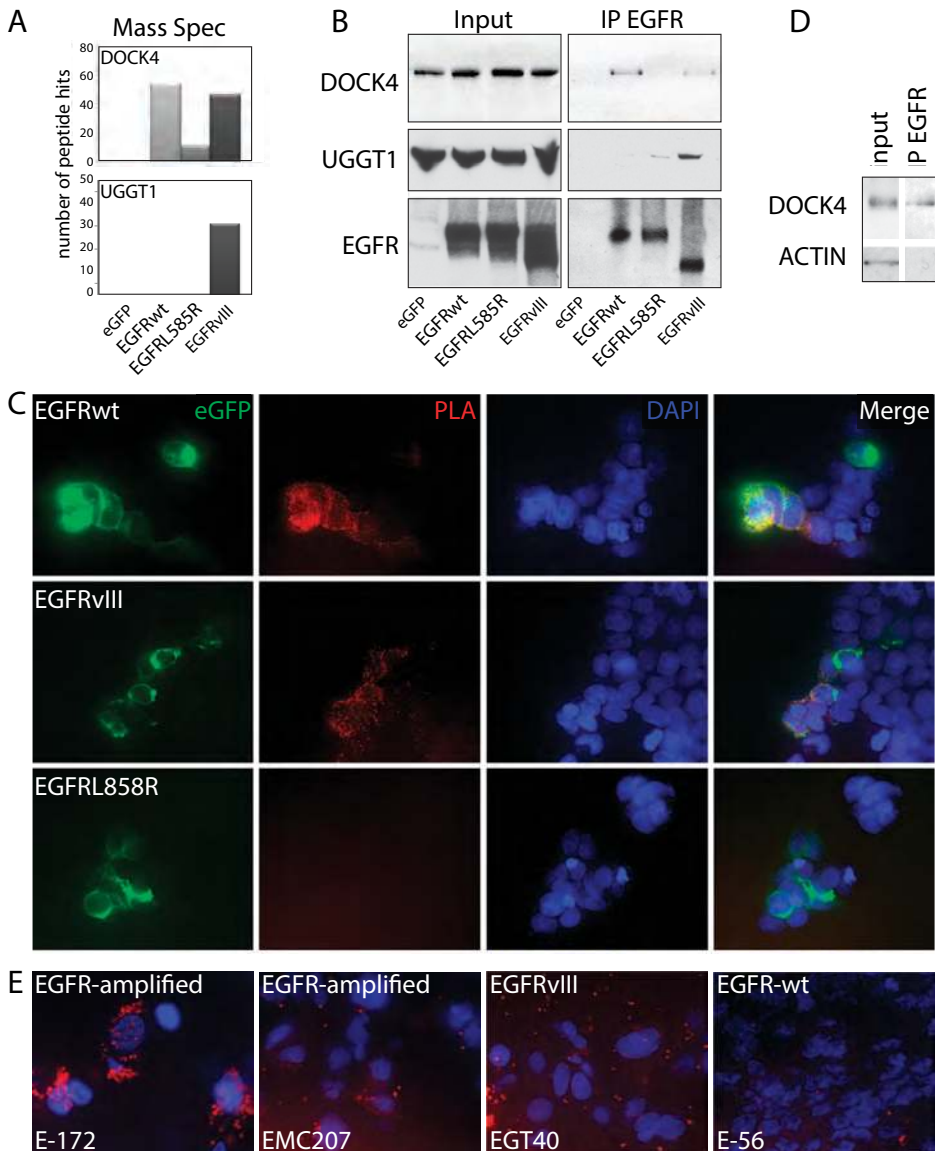 A
Mass Spec
DOCK4
80
60
40
20
0
UGGT1
50
40
30
20
10
0
number of peptide hits
eGFP
EGFRwt
EGFRL585R
EGFRvIII
B
Input
IP EGFR
DOCK4
UGGT1
EGFR
eGFP
EGFRwt
EGFRL585R
EGFRvIII
eGFP
EGFRwt
EGFRL585R
EGFRvIII
D
input
IP EGFR
DOCK4
ACTIN
C
EGFRwt
eGFP
PLA
DAPI
Merge
EGFRvIII
EGFRL858R
E
EGFR-amplified
E-172
EGFR-amplified
EMC207
EGFRvIII
EGT40
EGFR-wt
E-56